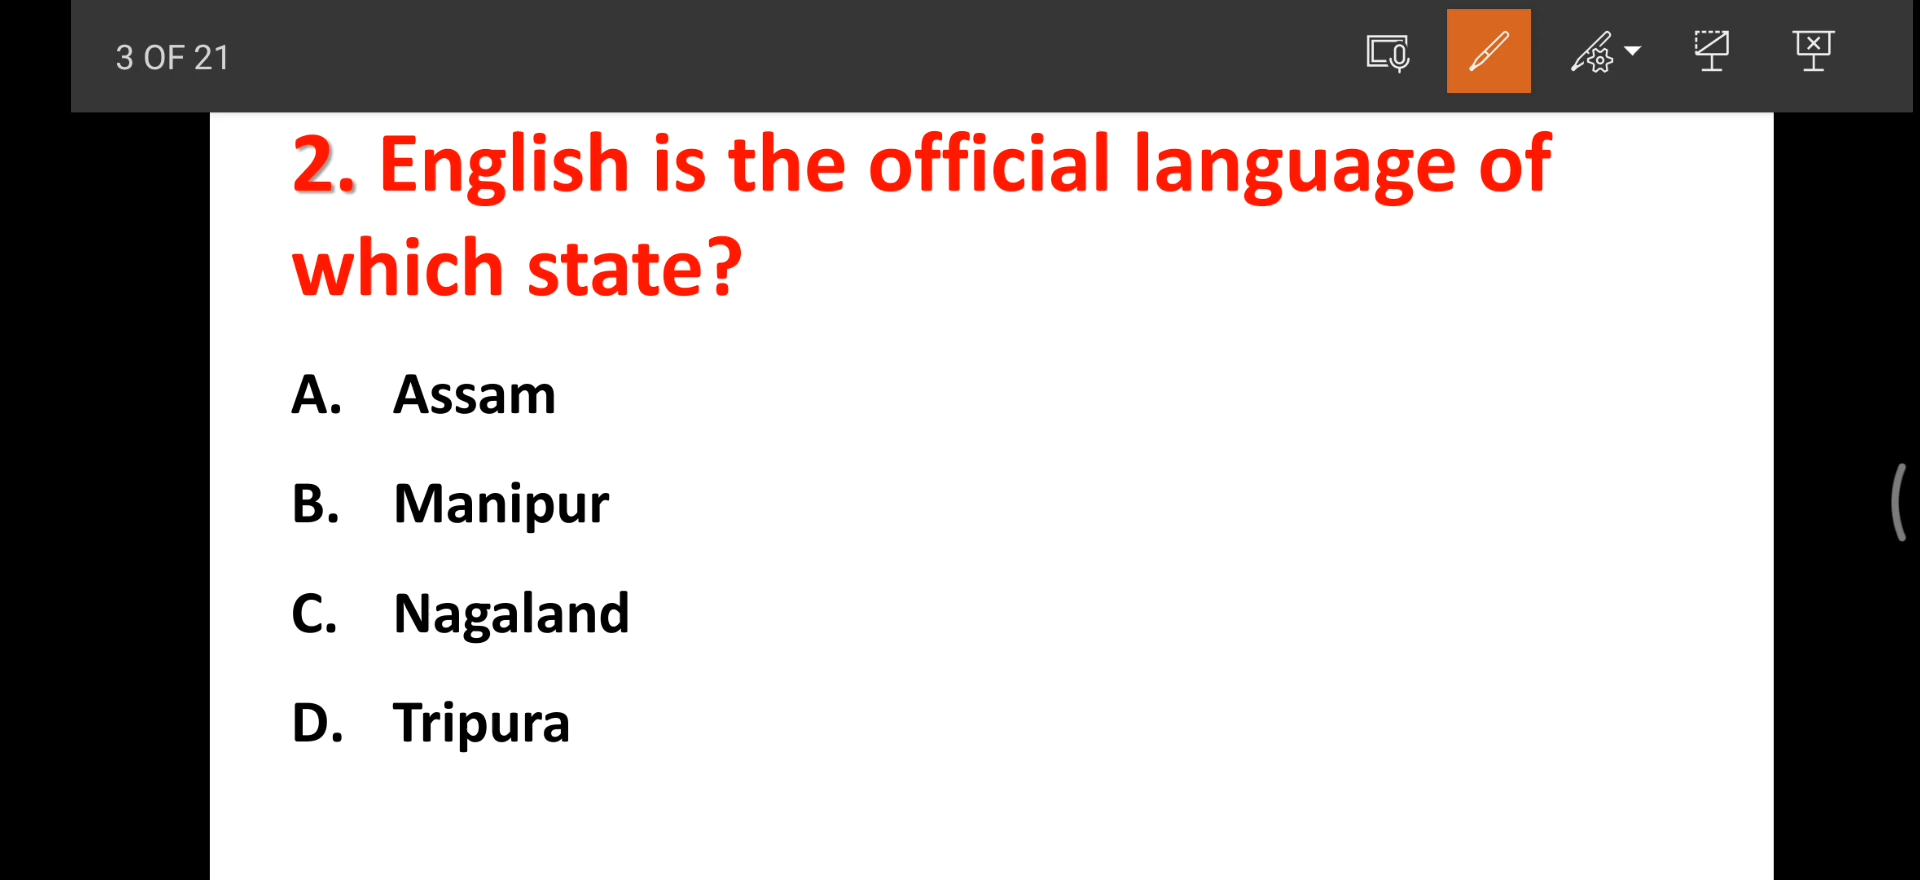 3 OF 21
2. English is the official language of
which state?
A. Assam
B. Manipur
C. Nagaland
D. Tripura